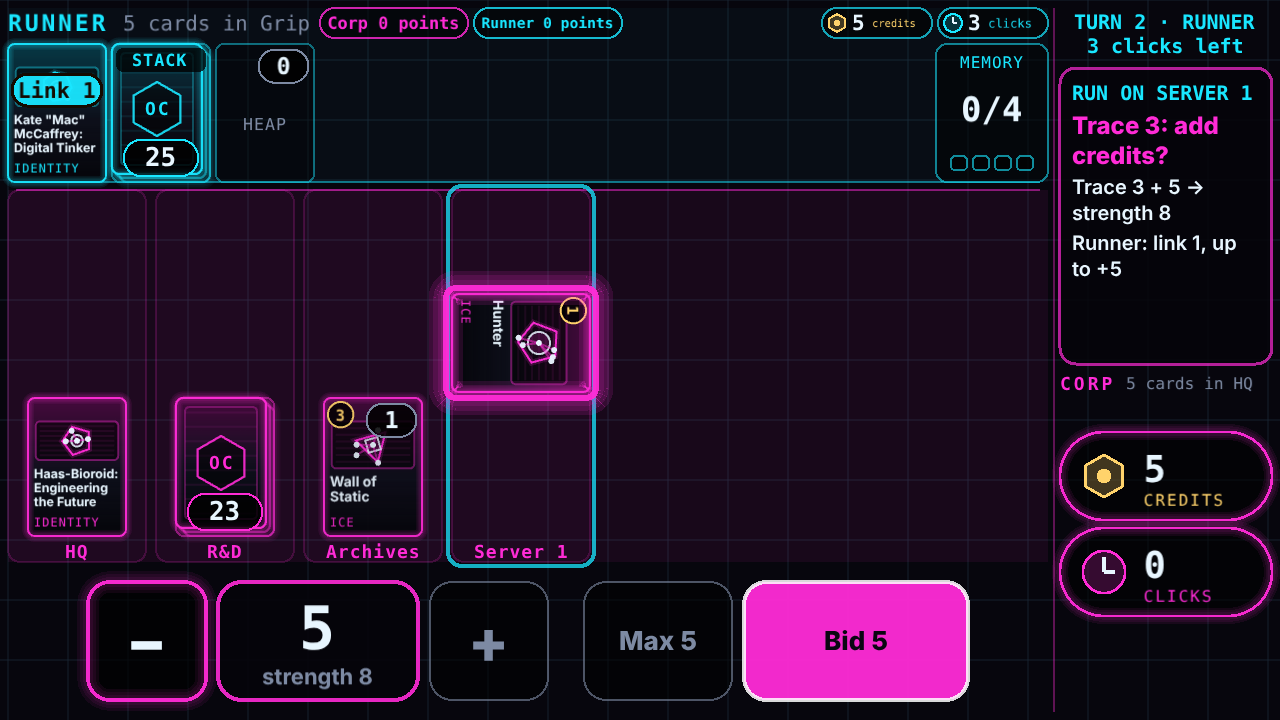 RUNNER 5 cards in Grip Corp 0 points Runner 0 points 5 credits 3 clicks
TURN 2 · RUNNER
3 clicks left
Link 1
Kate "Mac"
McCaffrey:
Digital Tinker
IDENTITY
STACK
OC
25
0
HEAP
MEMORY
0/4
RUN ON SERVER 1
Trace 3: add
credits?
Trace 3 + 5 →
strength 8
Runner: link 1, up
to +5
ICE
Hunter
1
Haas-Bioroid:
Engineering
the Future
IDENTITY
HQ
OC
23
R&D
3
1
Wall of
Static
ICE
Archives
Server 1
CORP 5 cards in HQ
5
CREDITS
0
CLICKS
−
5
strength 8
+
Max 5
Bid 5